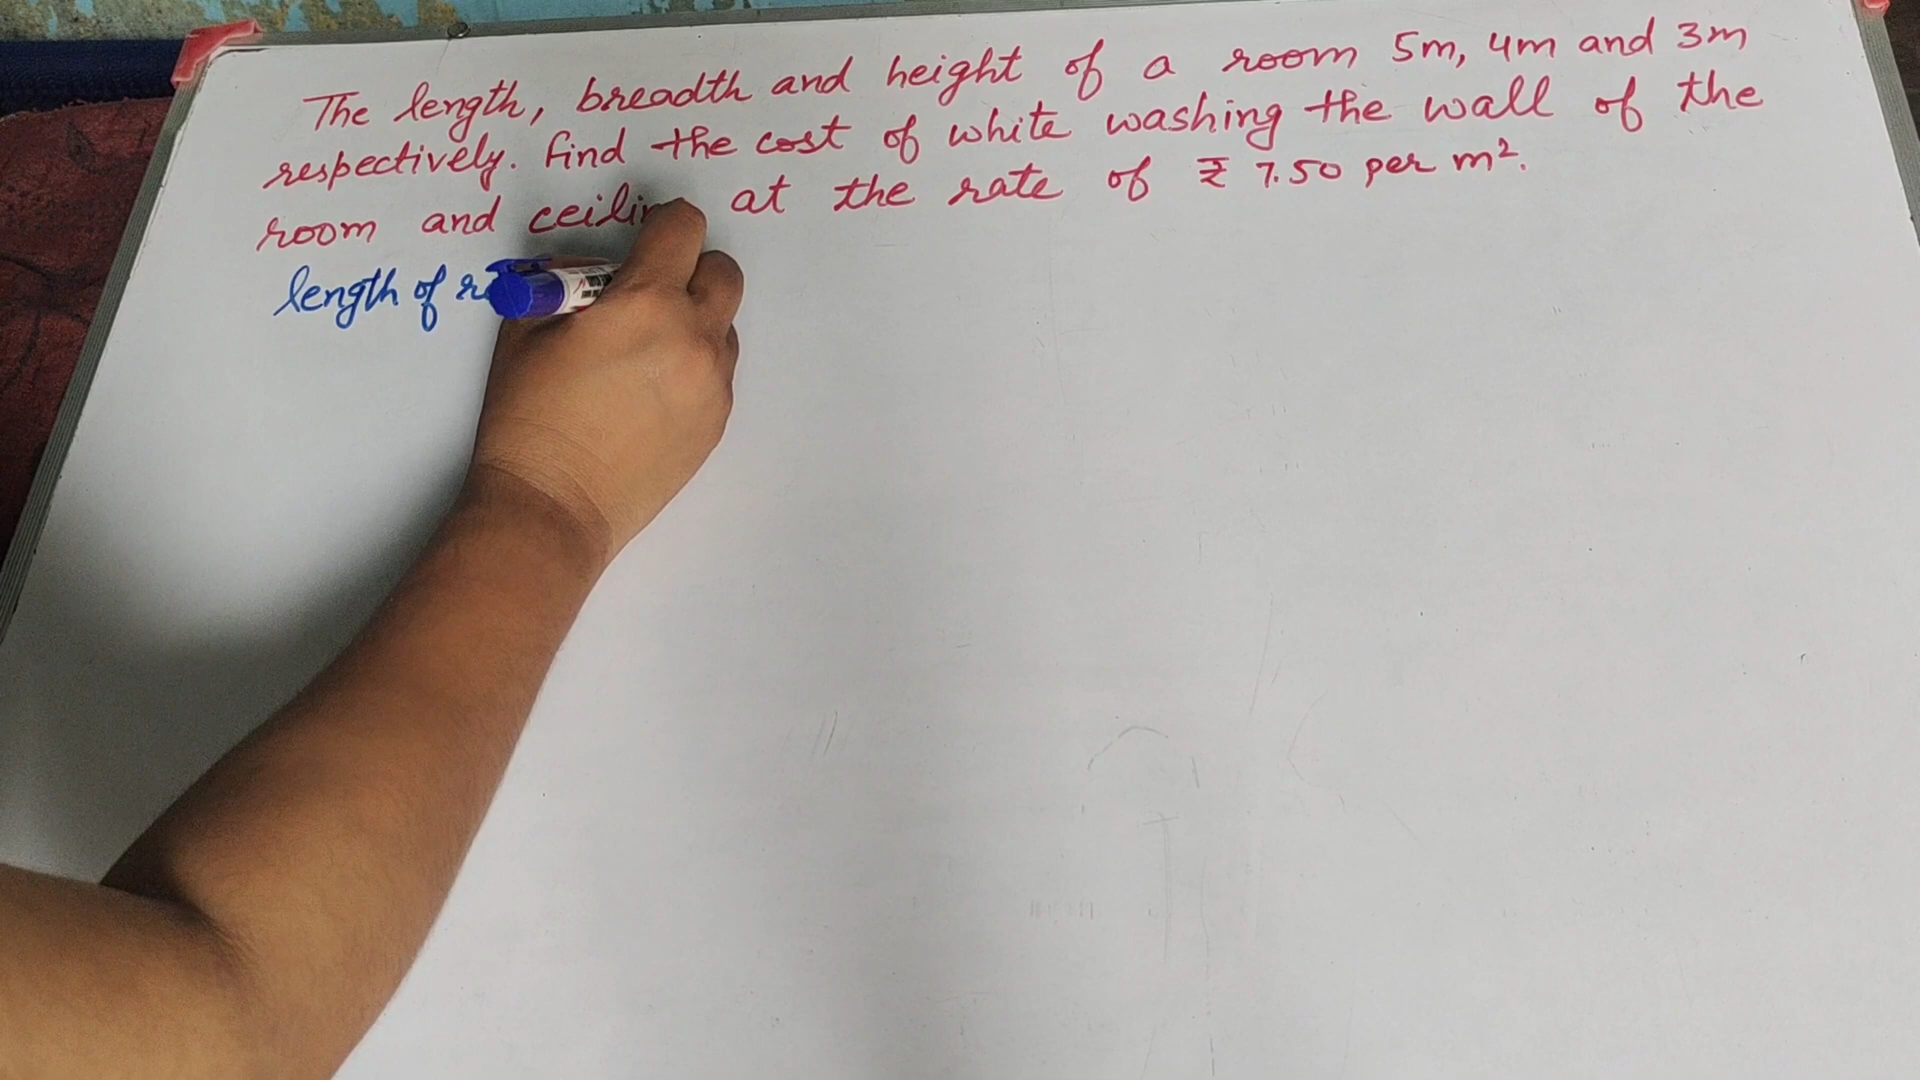 The length, breadth and height of a room 5m, 4m and 3m
respectively. find the cost of white washing the wall of the
room and at the rate of ₹ 7.50 per m².
length of